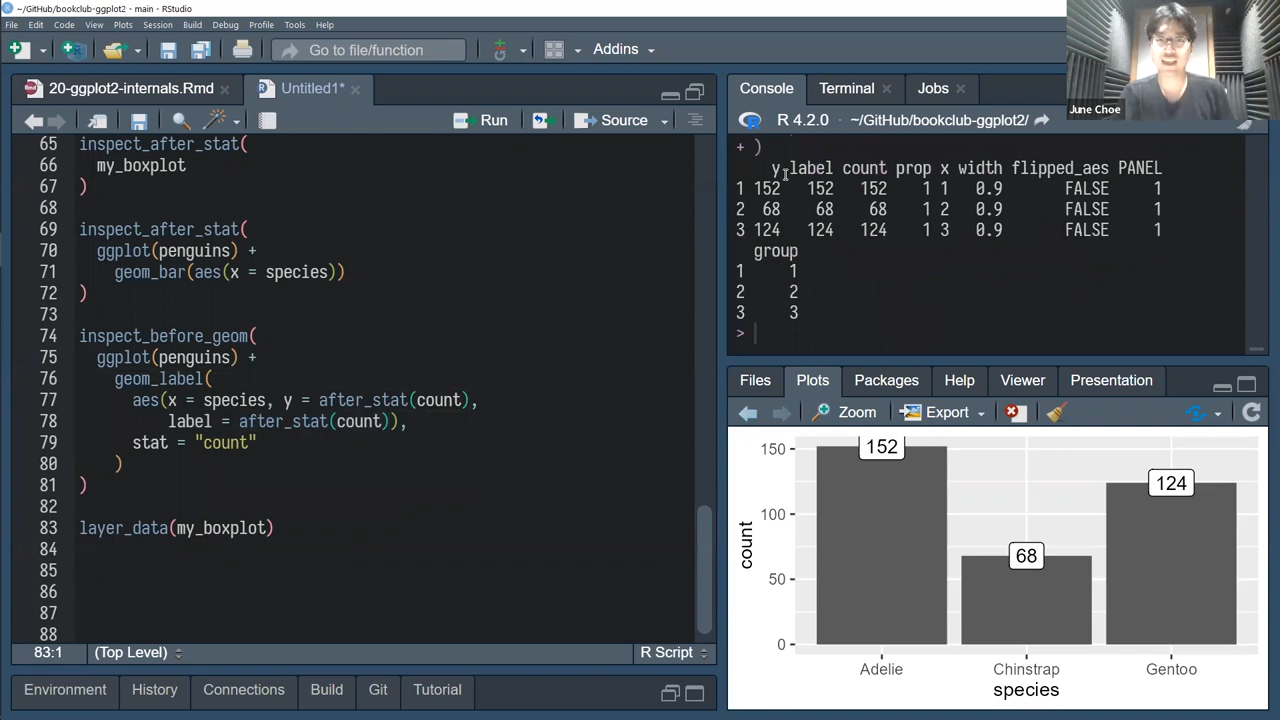 ~/GitHub/bookclub-ggplot2 - main - RStudio
File Edit Code View Plots Session Build Debug Profile Tools Help
Go to file/function
Addins
June Choe
20-ggplot2-internals.Rmd
Untitled1*
Run
Source
65 inspect_after_stat(
66 my_boxplot
67 )
68
69 inspect_after_stat(
70 ggplot(penguins) +
71 geom_bar(aes(x = species))
72 )
73
74 inspect_before_geom(
75 ggplot(penguins) +
76 geom_label(
77 aes(x = species, y = after_stat(count),
78 label = after_stat(count)),
79 stat = "count"
80 )
81 )
82
83 layer_data(my_boxplot)
84
85
86
87
88
83:1 (Top Level) R Script
Environment History Connections Build Git Tutorial
Console Terminal Jobs
R 4.2.0 ~/GitHub/bookclub-ggplot2/
+ )
y label count prop x width flipped_aes PANEL
1 152 152 152 1 1 0.9 FALSE 1
2 68 68 68 1 2 0.9 FALSE 1
3 124 124 124 1 3 0.9 FALSE 1
group
1 1
2 2
3 3
>
Files Plots Packages Help Viewer Presentation
Zoom Export
150
100
50
0
count
152
68
124
Adelie Chinstrap Gentoo
species